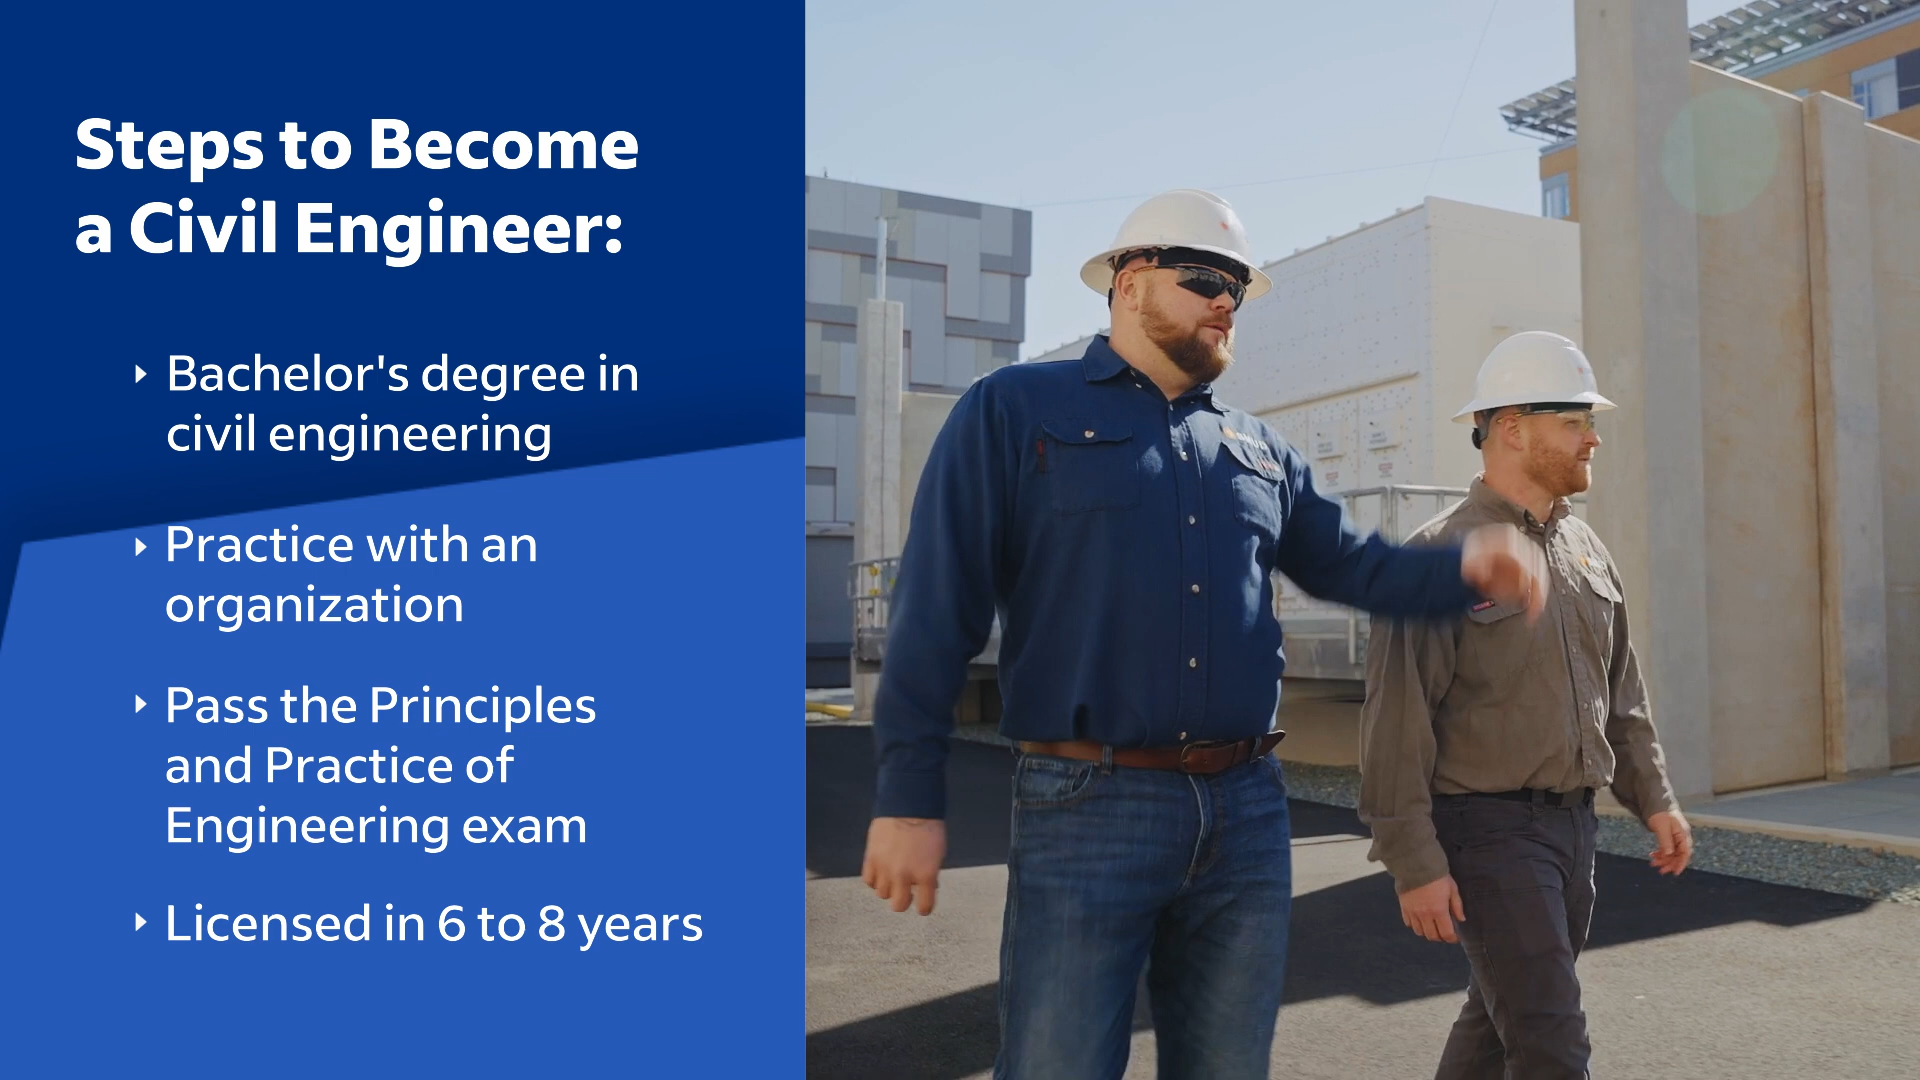 Steps to Become
a Civil Engineer:
Bachelor's degree in
civil engineering
Practice with an
organization
Pass the Principles
and Practice of
Engineering exam
Licensed in 6 to 8 years